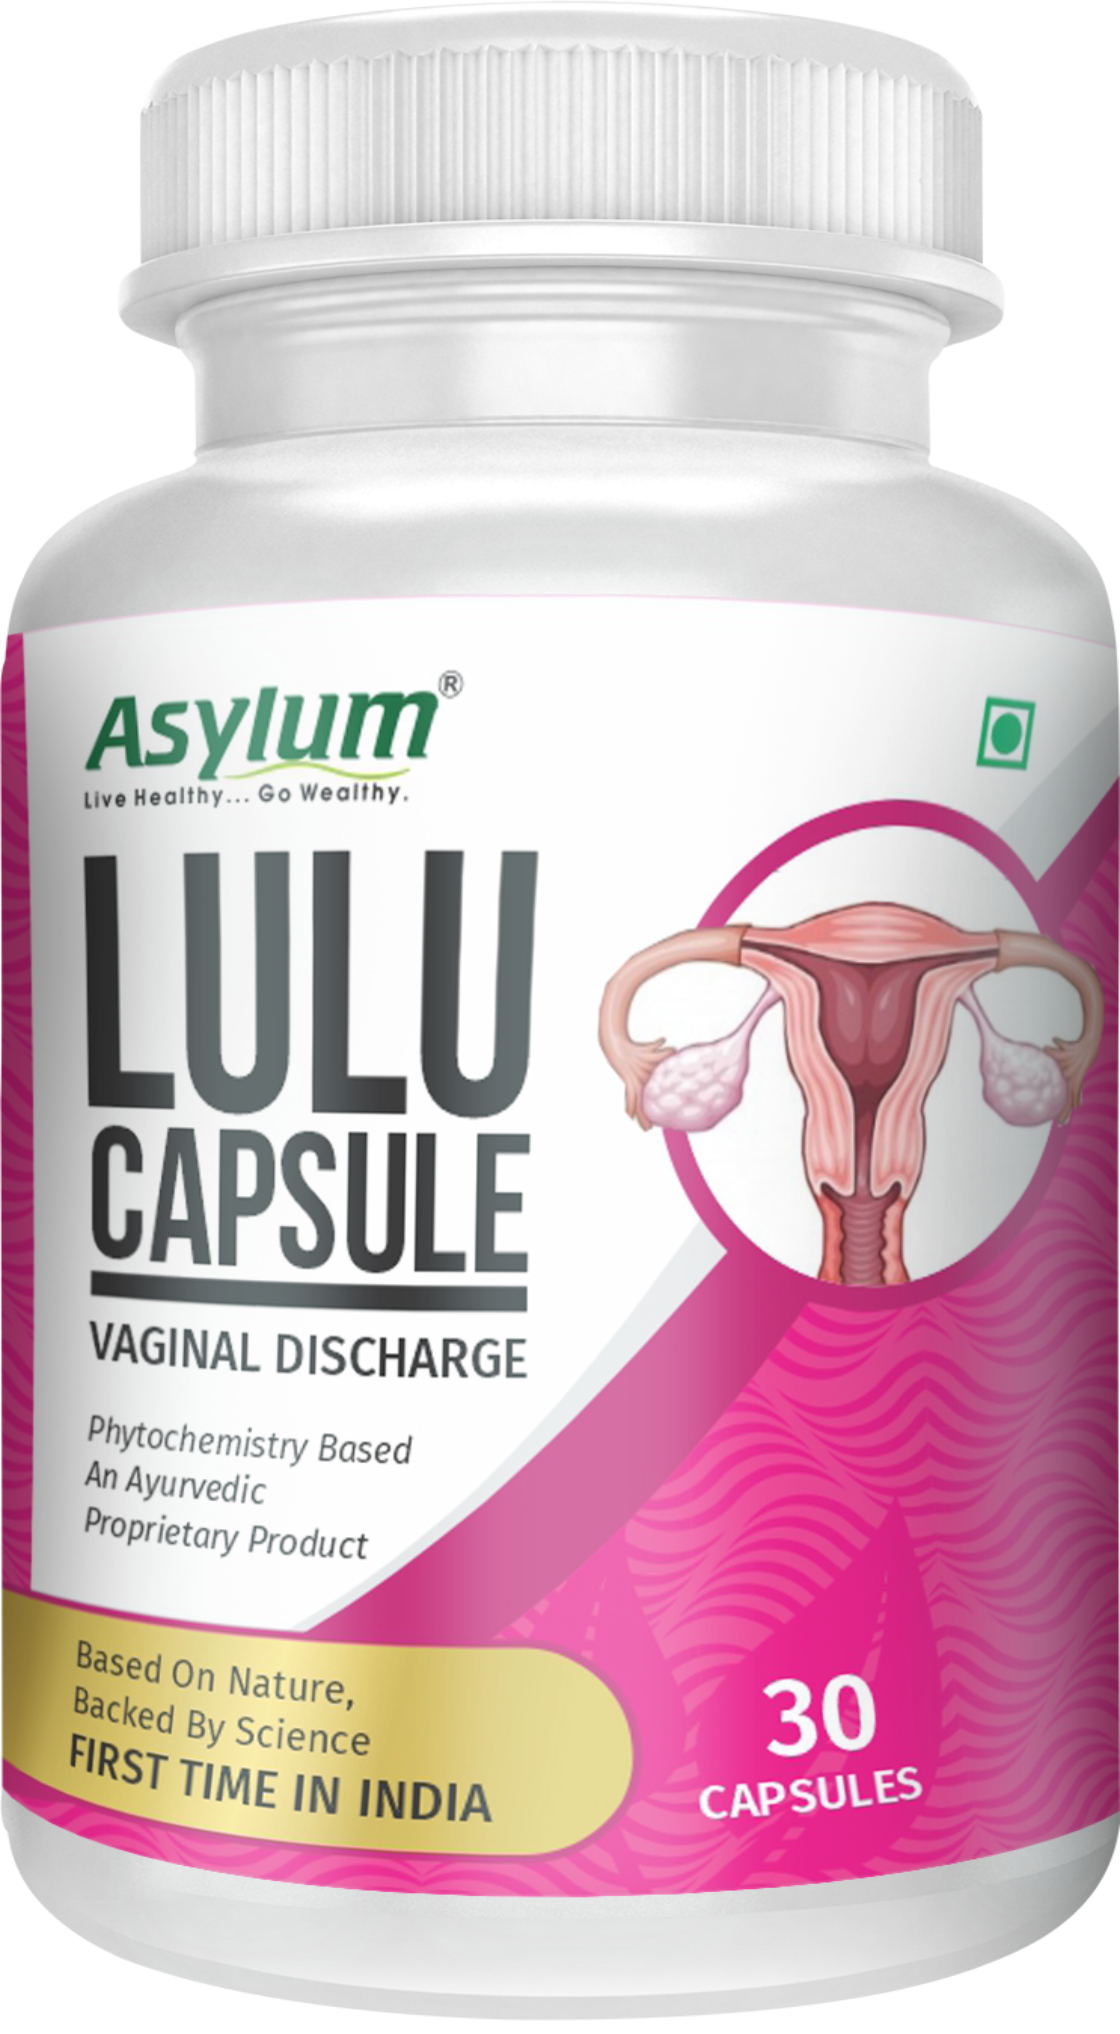 Asylum®
Live Healthy... Go Wealthy.
LULU
CAPSULE
VAGINAL DISCHARGE
Phytochemistry Based
An Ayurvedic
Proprietary Product
Based On Nature,
Backed By Science
FIRST TIME IN INDIA
30
CAPSULES